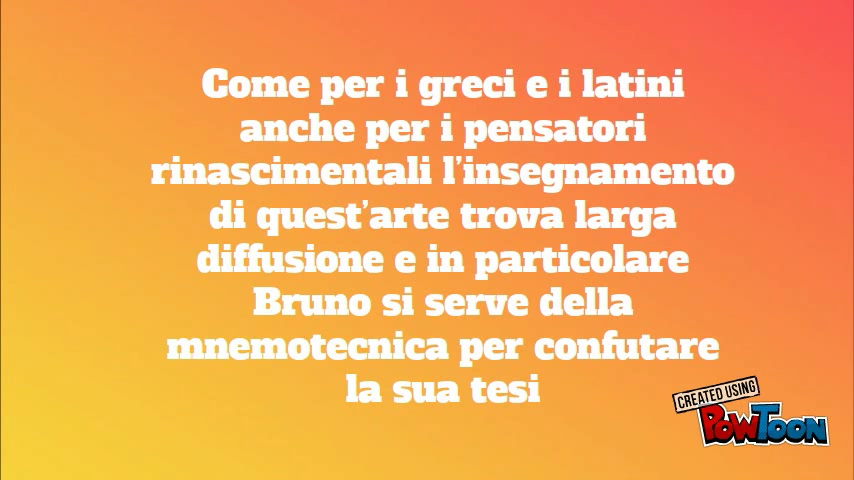 Come per i greci e i latini
anche per i pensatori
rinascimentali l'insegnamento
di quest'arte trova larga
diffusione e in particolare
Bruno si serve della
mnemotecnica per confutare
la sua tesi
CREATED USING
POWTOON